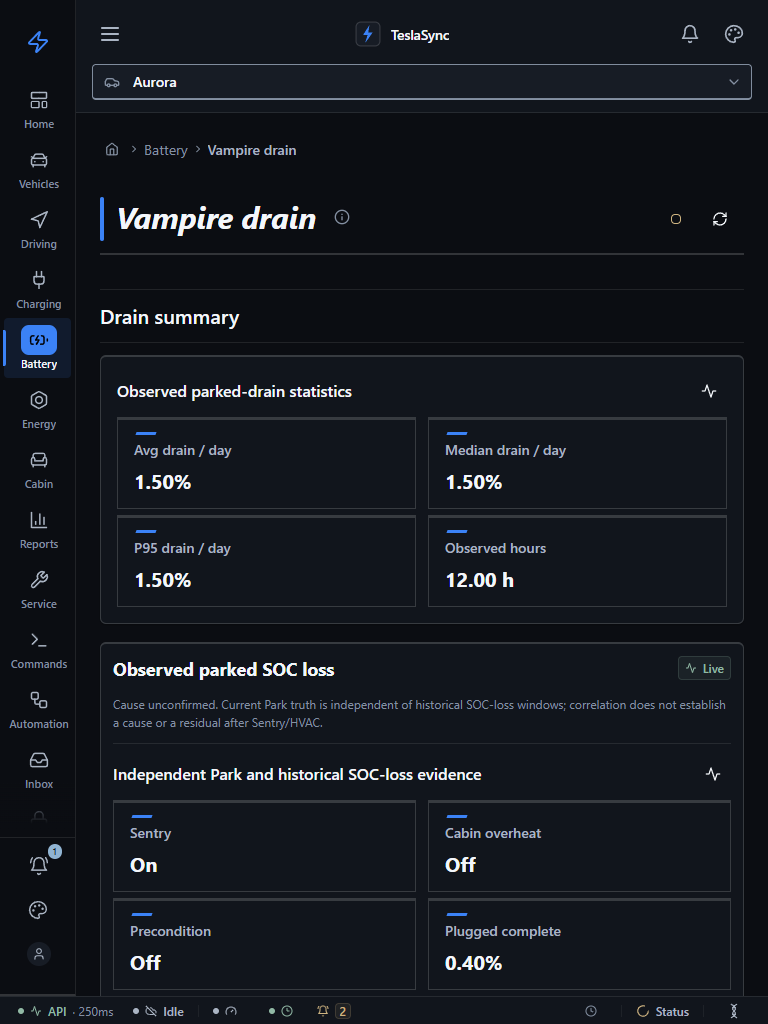 TeslaSync
Aurora
Home
Vehicles
Driving
Charging
Battery
Energy
Cabin
Reports
Service
Commands
Automation
Inbox
1
Battery
Vampire drain
Vampire drain
Drain summary
Observed parked-drain statistics
Avg drain / day
1.50%
Median drain / day
1.50%
P95 drain / day
1.50%
Observed hours
12.00 h
Observed parked SOC loss
Live
Cause unconfirmed. Current Park truth is independent of historical SOC-loss windows; correlation does not establish
a cause or a residual after Sentry/HVAC.
Independent Park and historical SOC-loss evidence
Sentry
On
Cabin overheat
Off
Precondition
Off
Plugged complete
0.40%
API · 250ms
Idle
2
Status